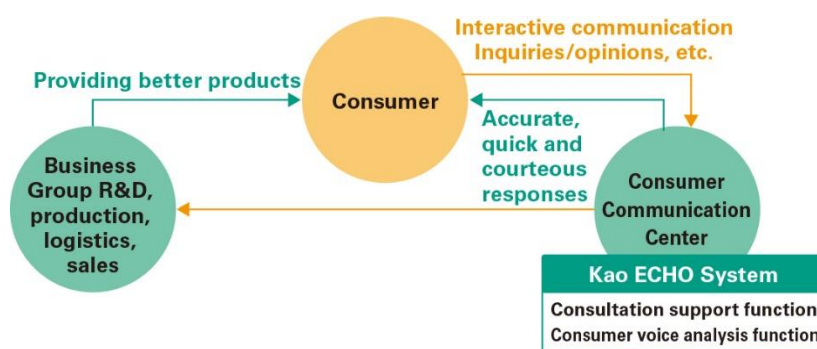 Interactive communication
Inquiries/opinions, etc.
Providing better products
Consumer
Accurate,
quick and
courteous
responses
Business
Group R&D,
production,
logistics,
sales
Consumer
Communication
Center
Kao ECHO System
Consultation support function
Consumer voice analysis function